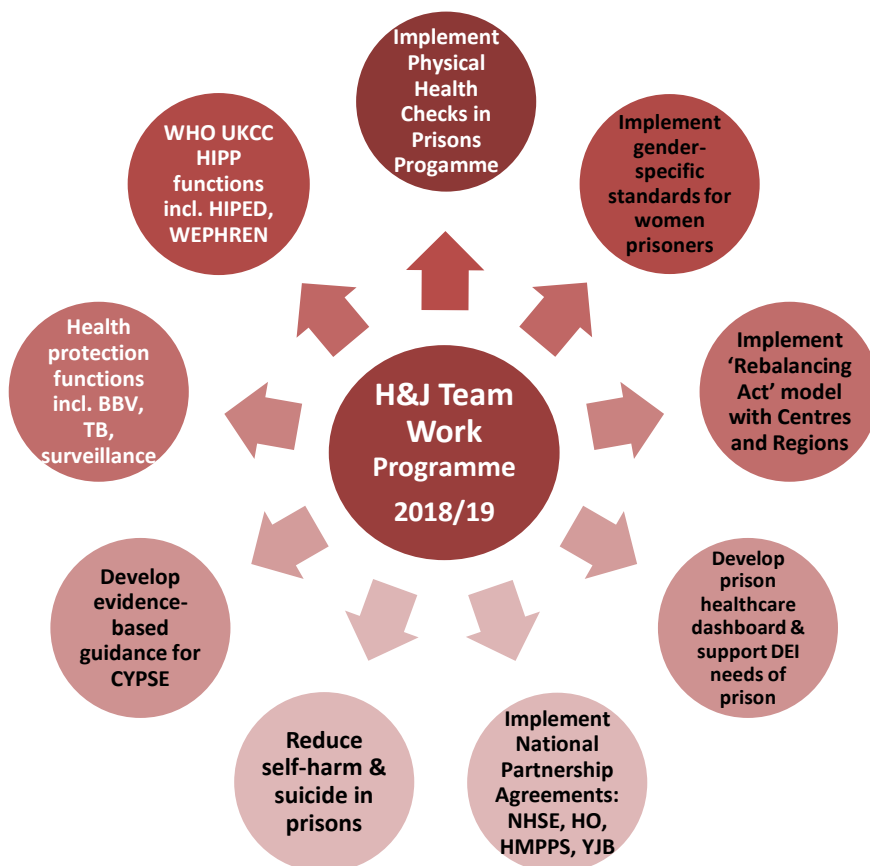 Implement
Physical
Health
Checks in
Prisons
Progamme
Implement
gender-
specific
standards for
women
prisoners
Implement
‘Rebalancing
Act’ model
with Centres
and Regions
Develop
prison
healthcare
dashboard &
support DEI
needs of
prison
Implement
National
Partnership
Agreements:
NHSE, HO,
HMPPS, YJB
Reduce
self-harm &
suicide in
prisons
Develop
evidence-
based
guidance for
CYPSE
Health
protection
functions
incl. BBV,
TB,
surveillance
WHO UKCC
HIPP
functions
incl. HIPED,
WEPHREN
H&J Team
Work
Programme
2018/19